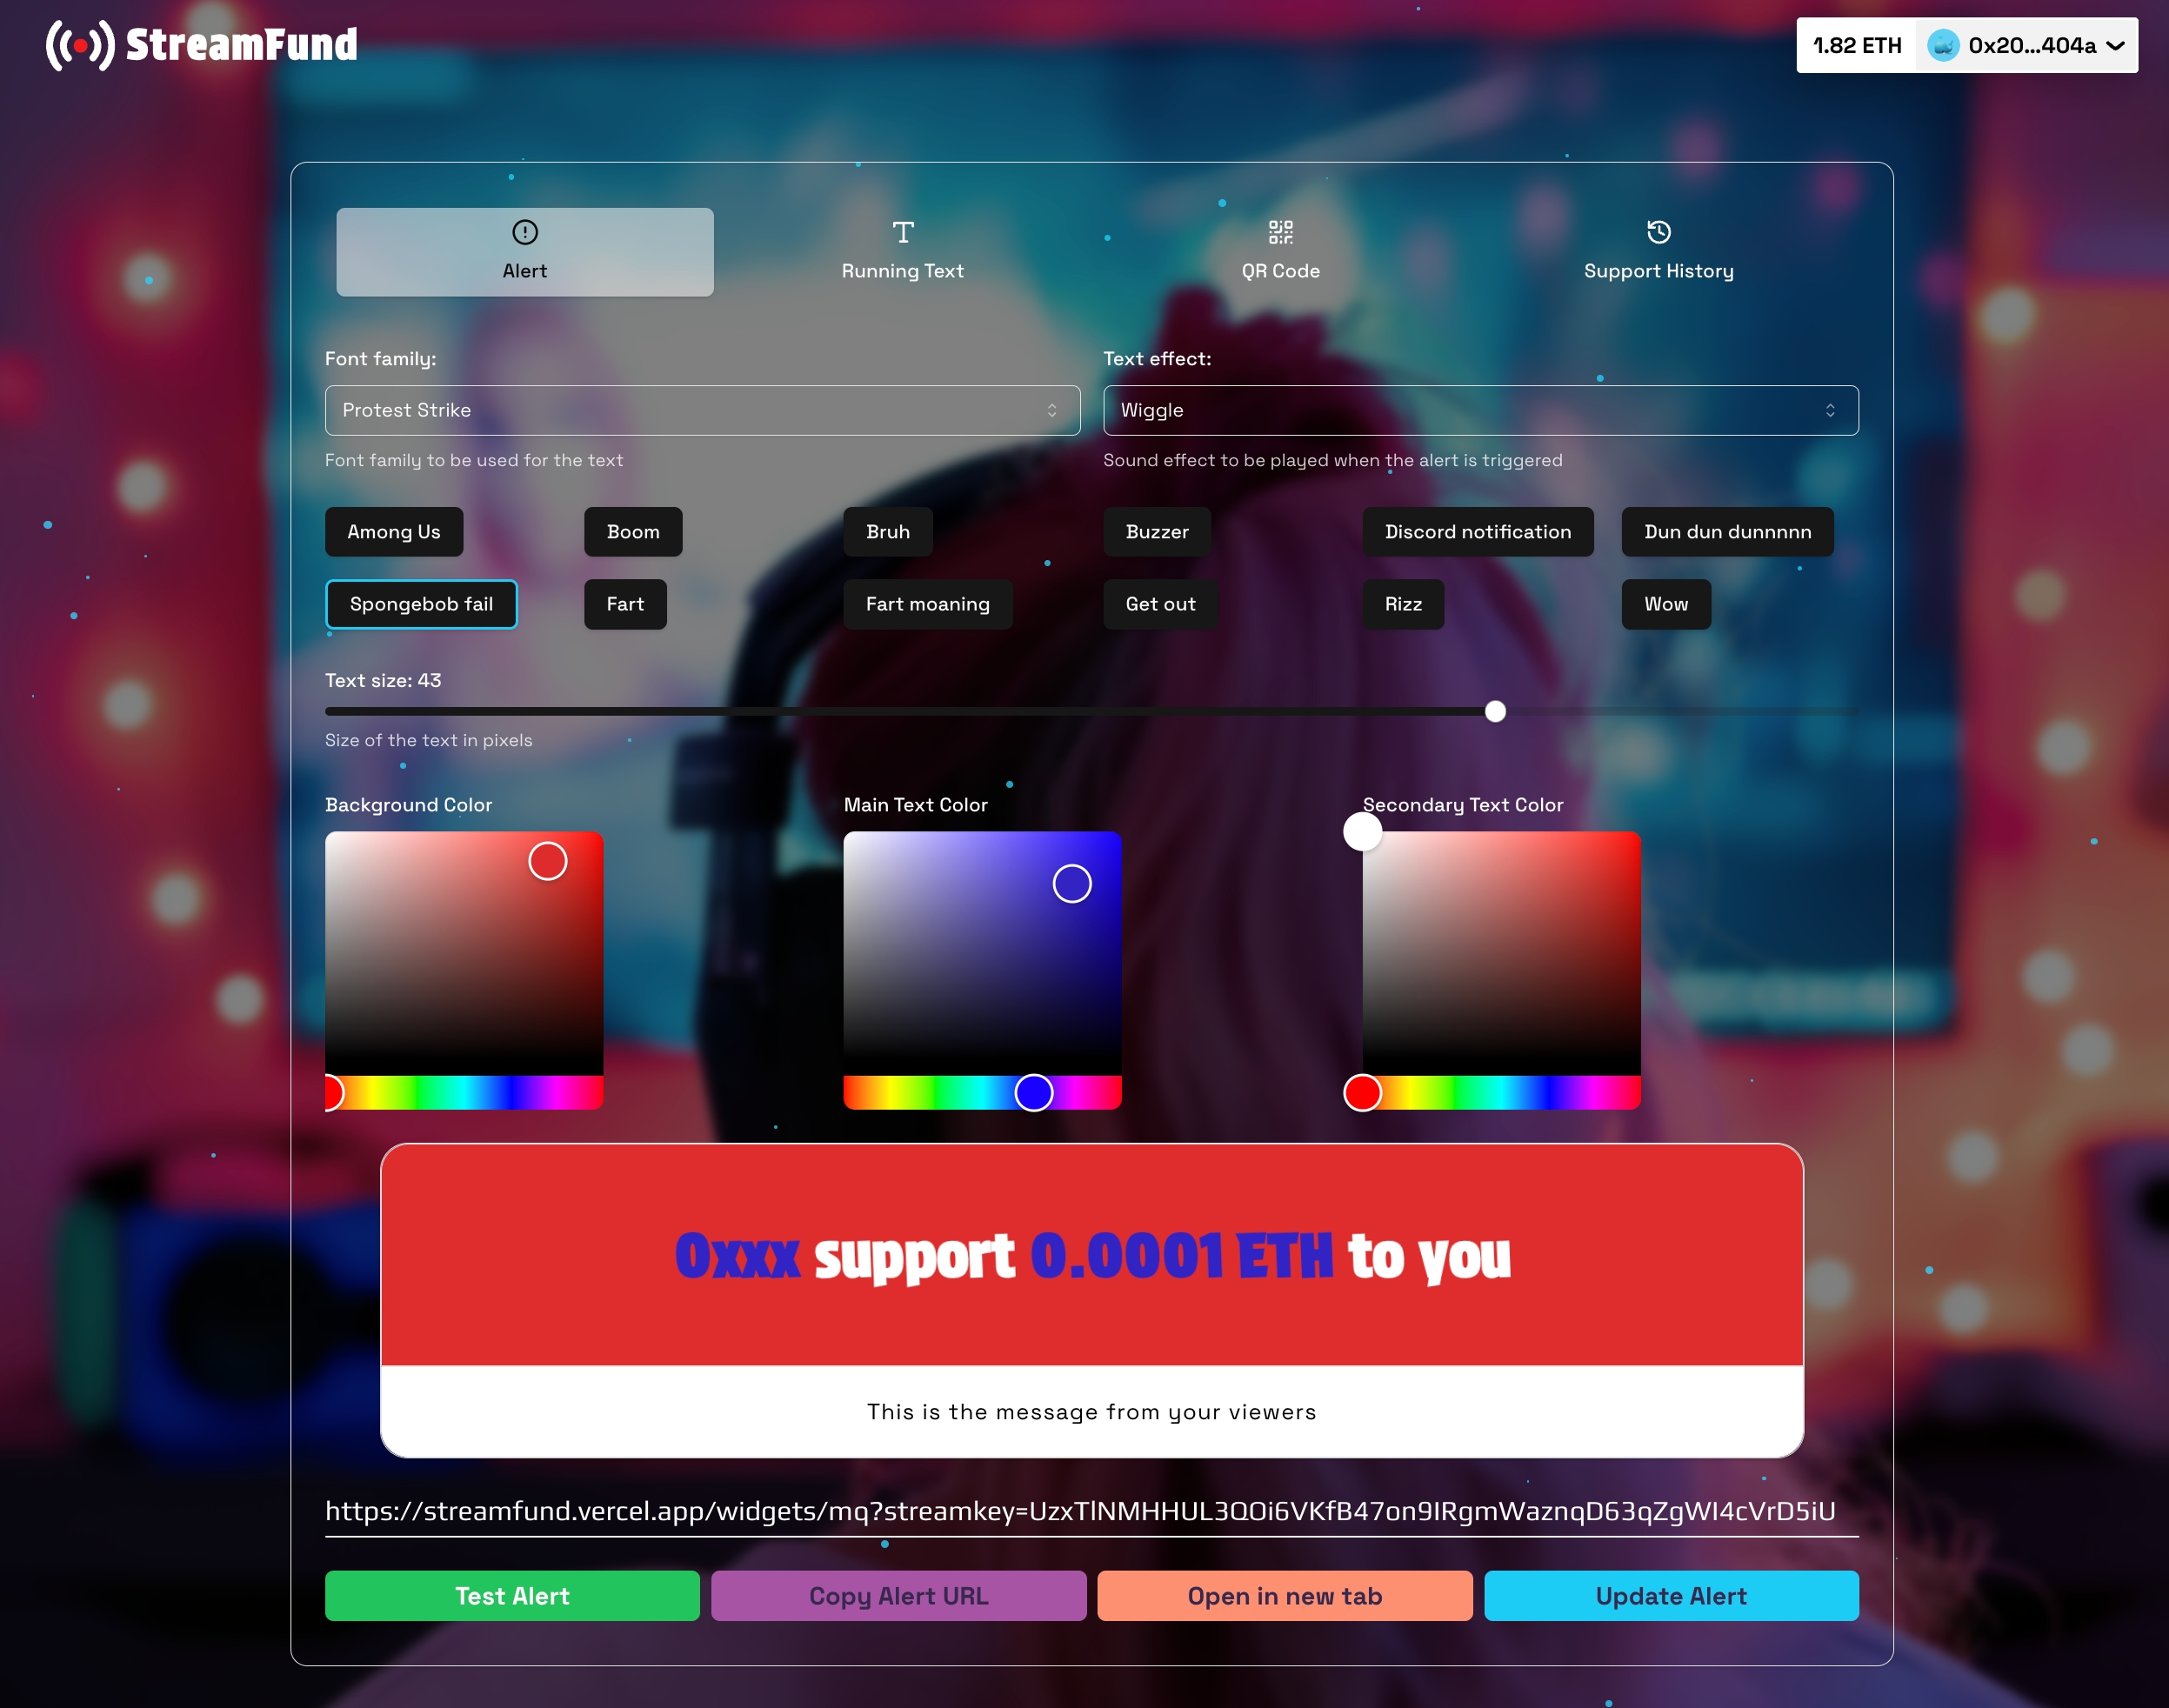 StreamFund
1.82 ETH 0x20...404a
Alert Running Text QR Code Support History
Font family: Text effect:
Protest Strike Wiggle
Font family to be used for the text Sound effect to be played when the alert is triggered
Among Us Boom Bruh Buzzer Discord notification Dun dun dunnnnn
Spongebob fail Fart Fart moaning Get out Rizz Wow
Text size: 43
Size of the text in pixels
Background Color Main Text Color Secondary Text Color
0xxx support 0.0001 ETH to you
This is the message from your viewers
https://streamfund.vercel.app/widgets/mq?streamkey=UzxTlNMHHUL3QOi6VKfB47on9IRgmWaznqD63qZgWI4cVrD5iU
Test Alert Copy Alert URL Open in new tab Update Alert